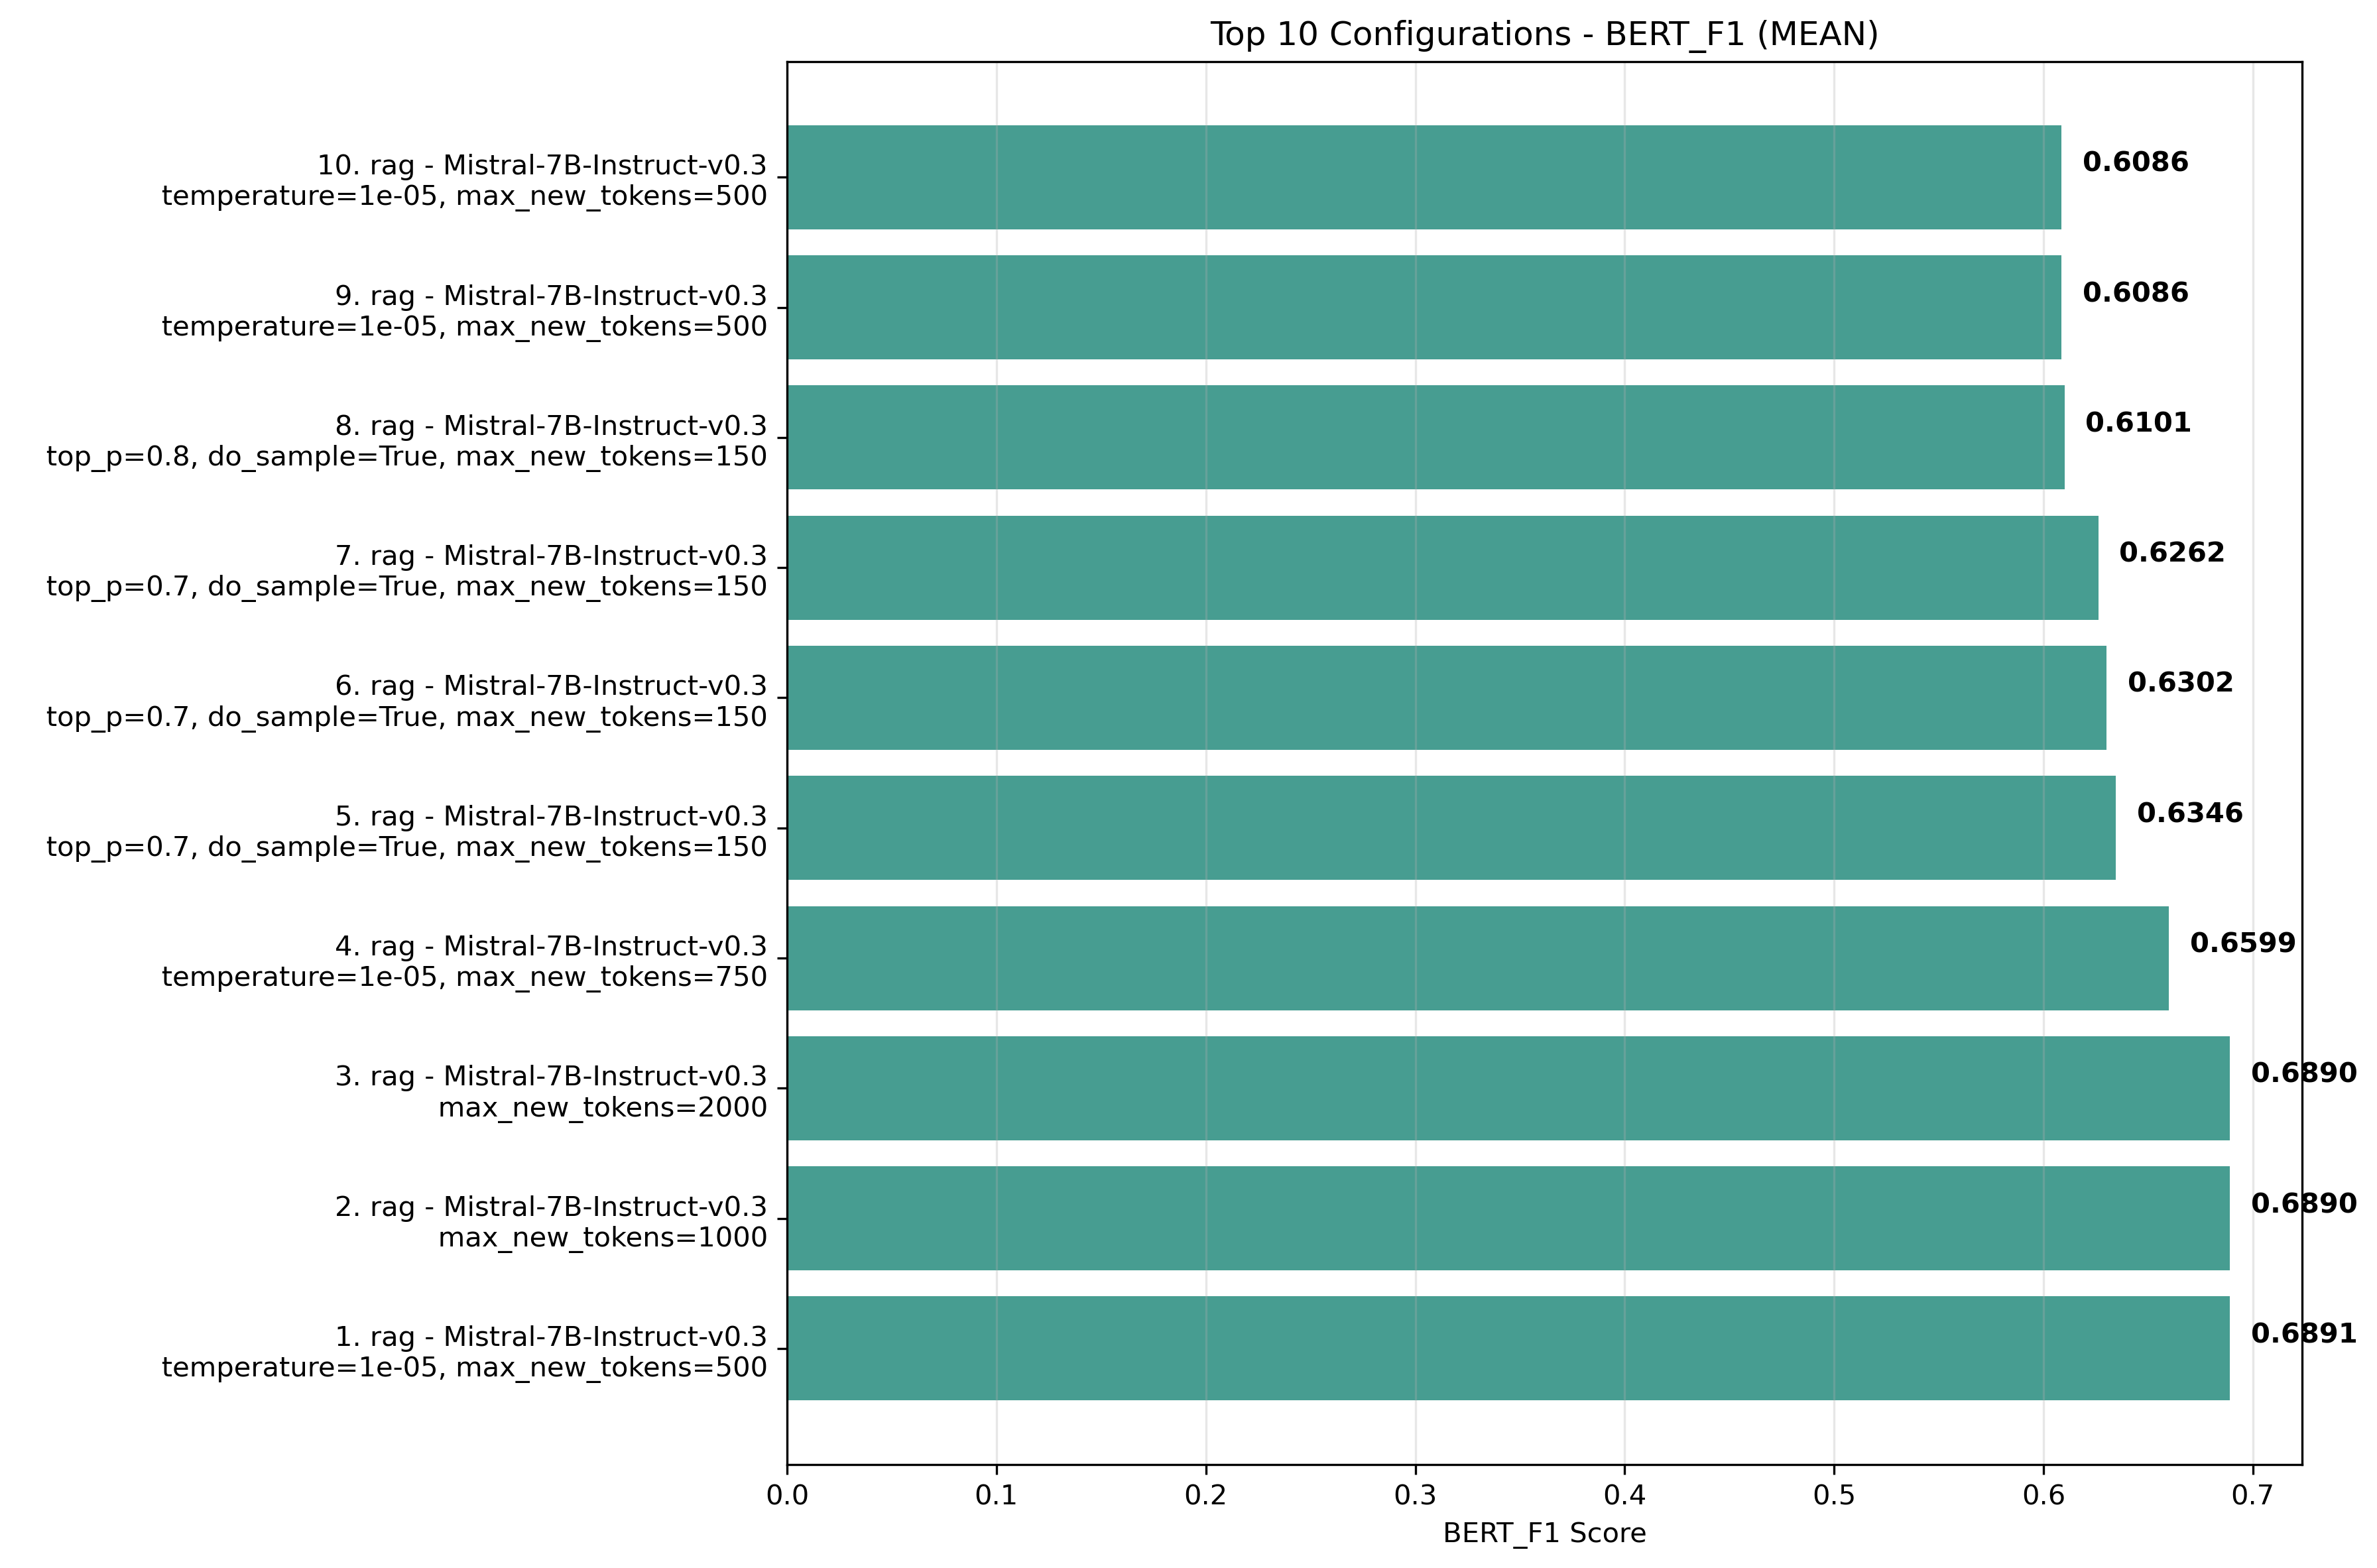 Top 10 Configurations - BERT_F1 (MEAN)
10. rag - Mistral-7B-Instruct-v0.3
temperature=1e-05, max_new_tokens=500
0.6086
9. rag - Mistral-7B-Instruct-v0.3
temperature=1e-05, max_new_tokens=500
0.6086
8. rag - Mistral-7B-Instruct-v0.3
top_p=0.8, do_sample=True, max_new_tokens=150
0.6101
7. rag - Mistral-7B-Instruct-v0.3
top_p=0.7, do_sample=True, max_new_tokens=150
0.6262
6. rag - Mistral-7B-Instruct-v0.3
top_p=0.7, do_sample=True, max_new_tokens=150
0.6302
5. rag - Mistral-7B-Instruct-v0.3
top_p=0.7, do_sample=True, max_new_tokens=150
0.6346
4. rag - Mistral-7B-Instruct-v0.3
temperature=1e-05, max_new_tokens=750
0.6599
3. rag - Mistral-7B-Instruct-v0.3
max_new_tokens=2000
0.6890
2. rag - Mistral-7B-Instruct-v0.3
max_new_tokens=1000
0.6890
1. rag - Mistral-7B-Instruct-v0.3
temperature=1e-05, max_new_tokens=500
0.6891
0.0 0.1 0.2 0.3 0.4 0.5 0.6 0.7
BERT_F1 Score